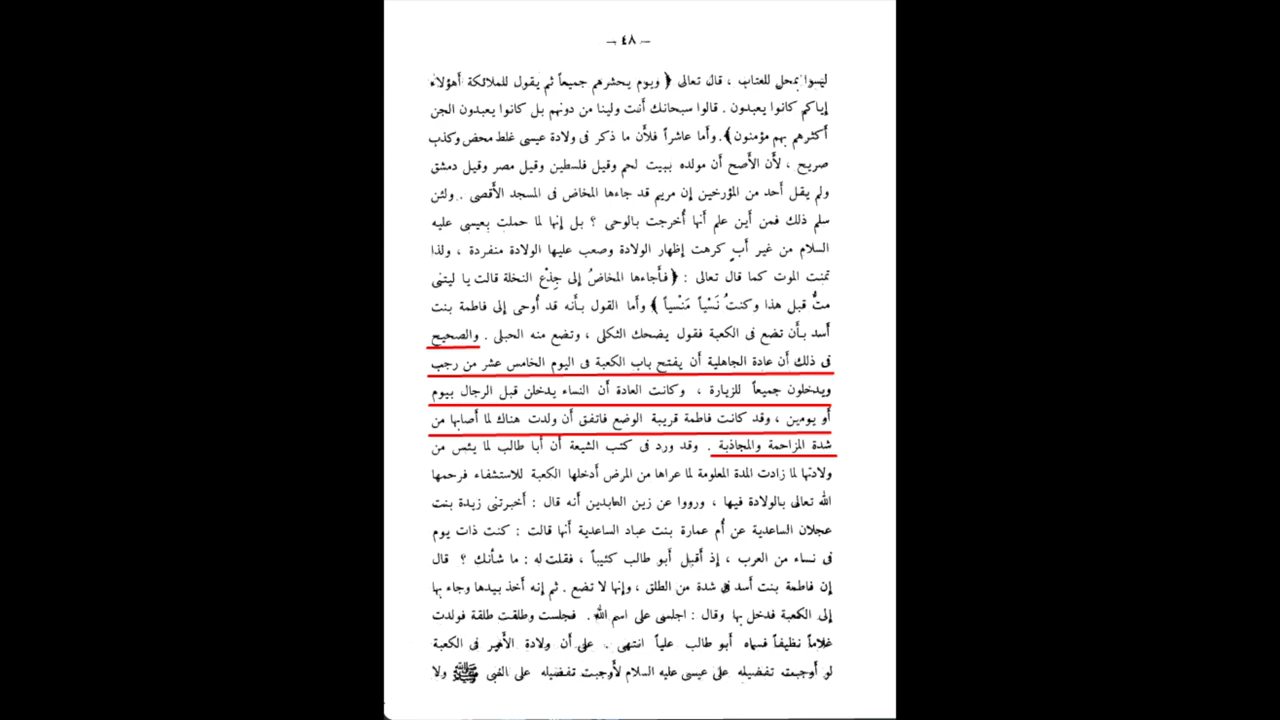 — ٤٨ —
ليسوا بمحل للعتاب ، قال تعالى ﴿ ويوم يحشرهم جميعاً ثم يقول للملائكة أهؤلاء
إياكم كانوا يعبدون . قالوا سبحانك أنت ولينا من دونهم بل كانوا يعبدون الجن
أكثرهم بهم مؤمنون ﴾. وأما عاشراً فلأن ما ذكر فى ولادة عيسى غلط محض وكذب
صريح ، لأن الأصح أن مولده ببيت لحم وقيل فلسطين وقيل مصر وقيل دمشق
ولم يقل أحد من المؤرخين إن مريم قد جاءها المخاض فى المسجد الأقصى . ولئن
سلم ذلك فمن أين علم أنها أُخرجت بالوحى ؟ بل إنها لما حملت بعيسى عليه
السلام من غير أبٍ كرهت إظهار الولادة وصعب عليها الولادة منفردة ، ولذا
تمنت الموت كما قال تعالى : ﴿ فأجاءها المخاضُ إلى جِذْع النخلة قالت يا ليتنى
متُّ قبل هذا وكنتُ نَسْياً مَنْسياً ﴾ وأما القول بأنه قد أُوحى إلى فاطمة بنت
أسد بأن تضع فى الكعبة فقول يضحك الثكلى ، وتضع منه الحبلى . والصحيح
فى ذلك أن عادة الجاهلية أن يفتح باب الكعبة فى اليوم الخامس عشر من رجب
ويدخلون جميعاً للزيارة ، وكانت العادة أن النساء يدخلن قبل الرجال بيوم
أو يومين ، وقد كانت فاطمة قريبة الوضع فاتفق أن ولدت هناك لما أصابها من
شدة المزاحمة والمجاذبة . وقد ورد فى كتب الشيعة أن أبا طالب لما يئس من
ولادتها لما زادت المدة المعلومة لما عراها من المرض أدخلها الكعبة للاستشفاء فرحمها
الله تعالى بالولادة فيها ، ورووا عن زين العابدين أنه قال : أخبرتنى زيدة بنت
عجلان الساعدية عن أُم عمارة بنت عباد الساعدية أنها قالت : كنت ذات يوم
فى نساء من العرب ، إذ أقبل أبو طالب كئيباً ، فقلت له : ما شأنك ؟ قال
إن فاطمة بنت أسد فى شدة من الطلق ، وإنها لا تضع . ثم إنه أخذ بيدها وجاء بها
إلى الكعبة فدخل بها وقال : اجلسى على اسم الله . فجلست وطلقت طلقة فولدت
غلاماً نظيفاً فسماه أبو طالب علياً انتهى . على أن ولادة الأمير فى الكعبة
لو أوجبت تفضيله على عيسى عليه السلام لأوجبت تفضيله على النبى ﷺ ولا